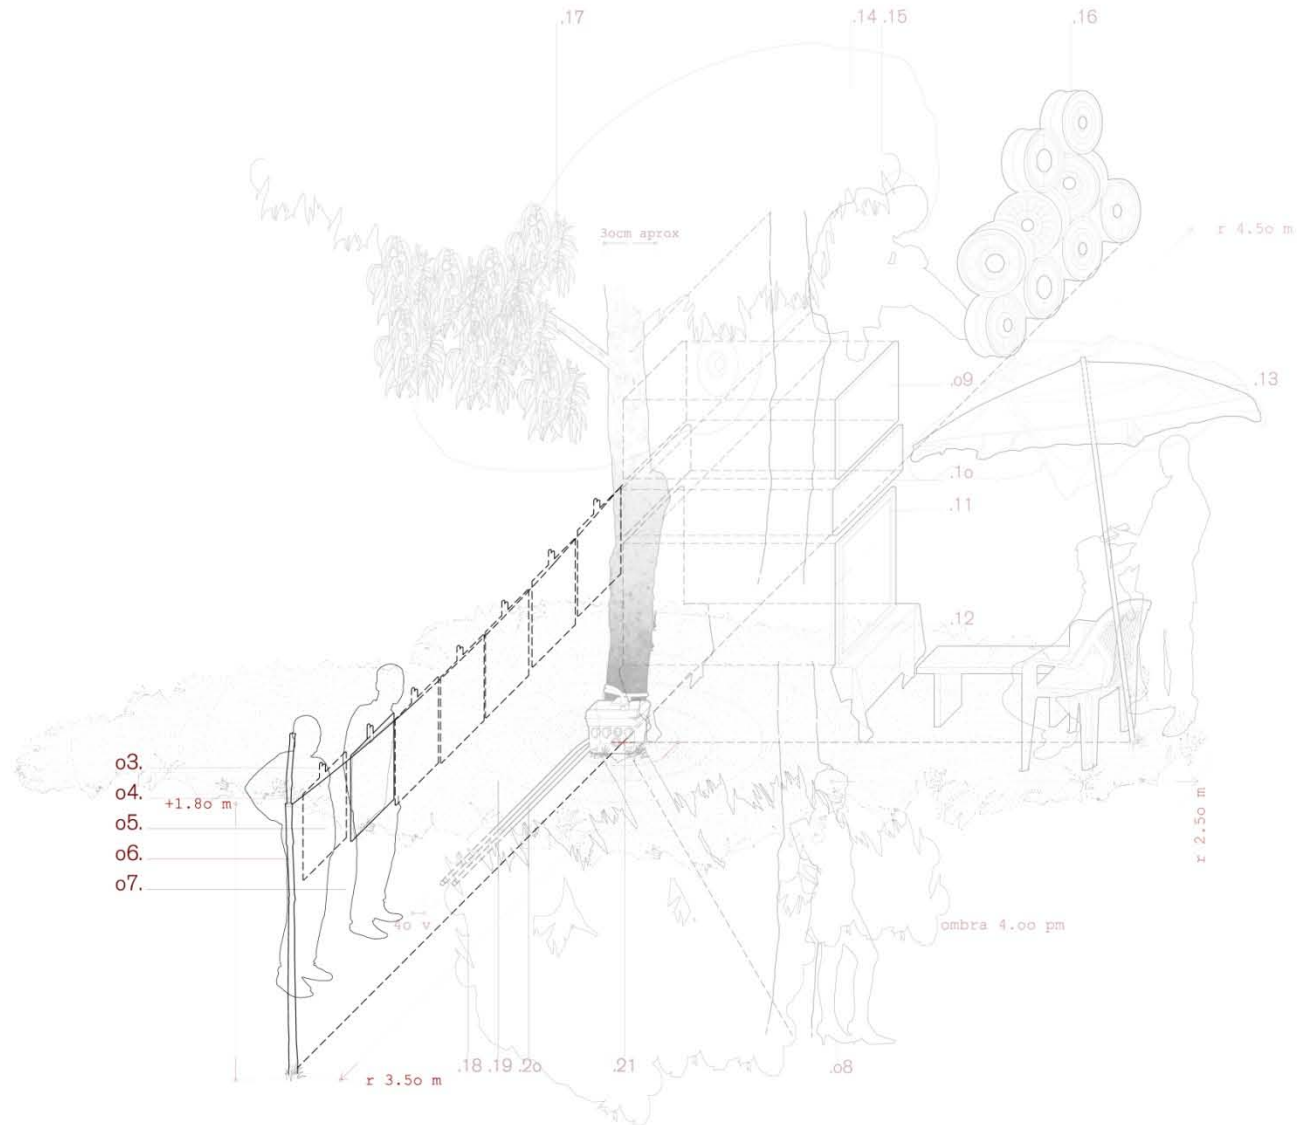 .17
.14 .15
.16
3ocm aprox
r 4.5o m
.o9
.13
.1o
.11
.12
o3.
o4.
+1.8o m
o5.
o6.
o7.
r 2.5o m
4o v
ombra 4.oo pm
.18 .19 .2o
.21
.o8
r 3.5o m